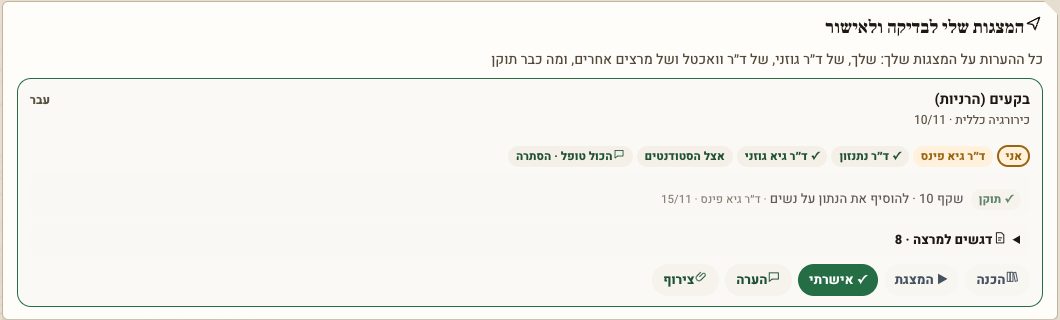 המצגות שלי לבדיקה ולאישור
כל ההערות על המצגות שלך: שלך, של ד״ר גוזני, של ד״ר וואכטל ושל מרצים אחרים, ומה כבר תוקן
בקעים (הרניות) עבר
כירורגיה כללית · 10/11
אני ד״ר גיא פינס ✓ ד״ר נתנזון ✓ ד״ר גיא גוזני אצל הסטודנטים הכול טופל · הסתרה
✓ תוקן שקף 10 · להוסיף את הנתון על נשים · ד״ר גיא פינס · 15/11
◀ דגשים למרצה · 8
הכנה ▶ המצגת ✓ אישרתי הערה צירוף